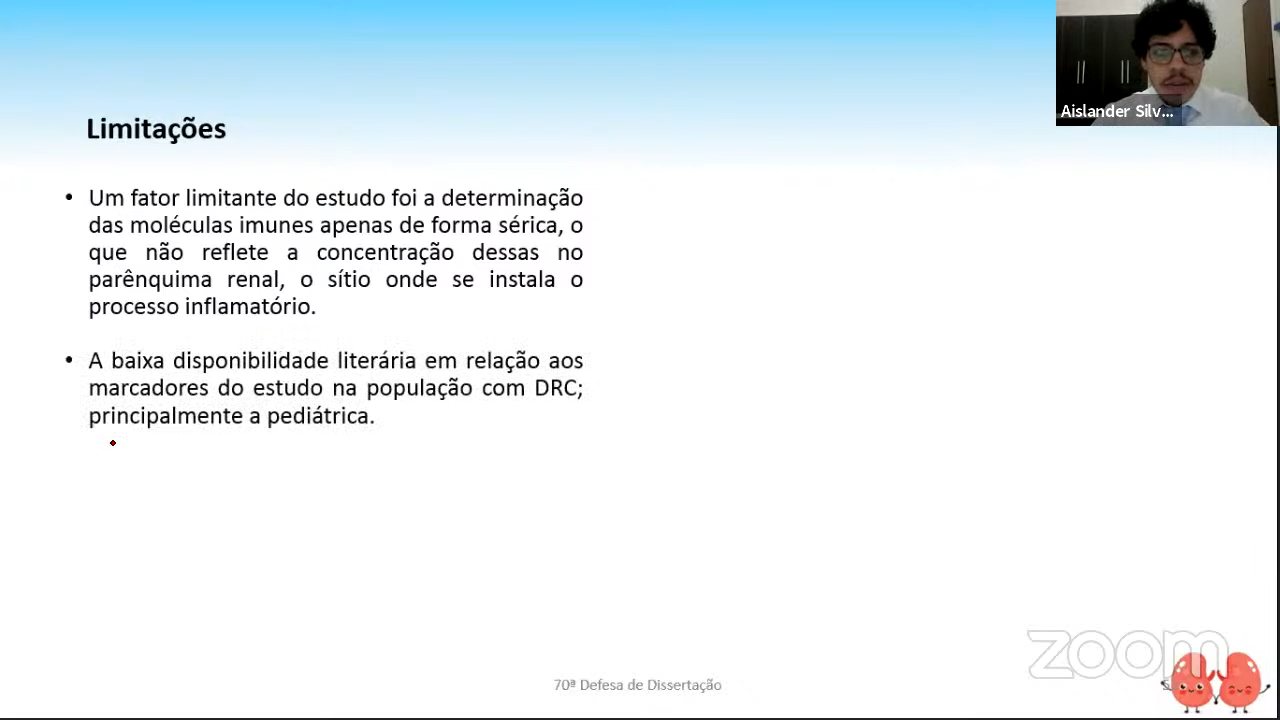 Aislander Silv...
Limitações
• Um fator limitante do estudo foi a determinação
das moléculas imunes apenas de forma sérica, o
que não reflete a concentração dessas no
parênquima renal, o sítio onde se instala o
processo inflamatório.
• A baixa disponibilidade literária em relação aos
marcadores do estudo na população com DRC;
principalmente a pediátrica.
70ª Defesa de Dissertação
zoom